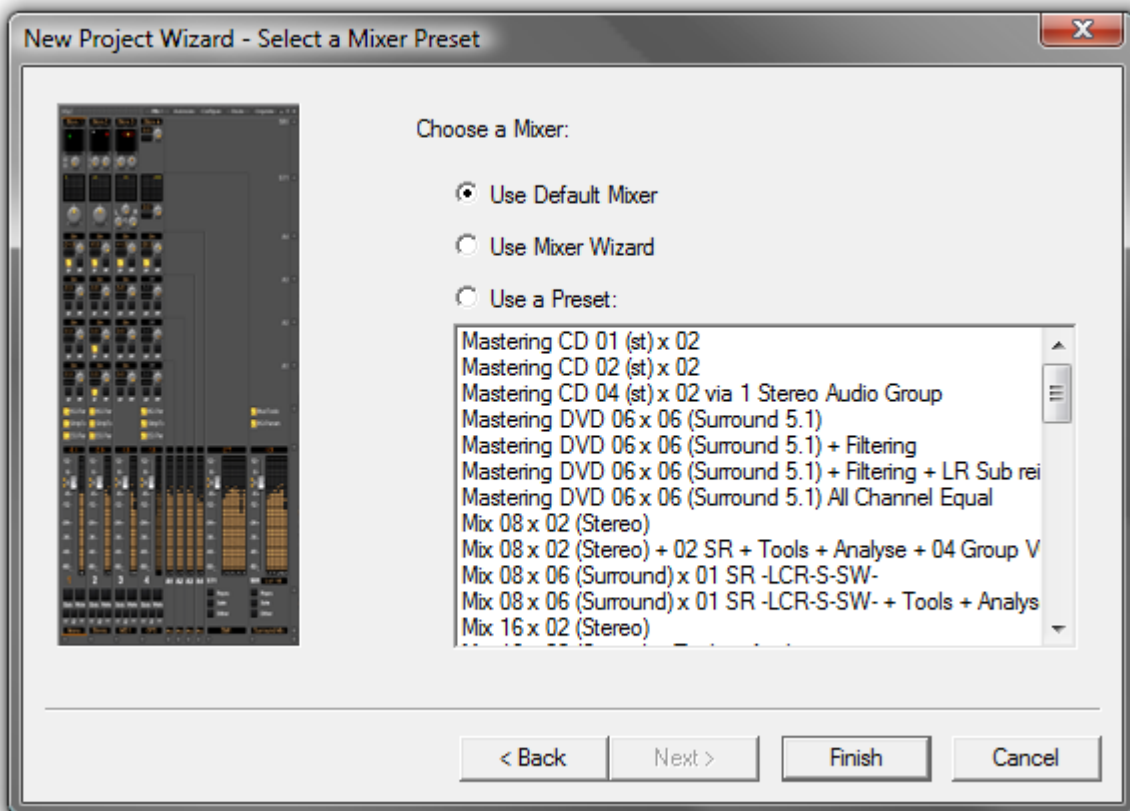 New Project Wizard - Select a Mixer Preset
Choose a Mixer:
Use Default Mixer
Use Mixer Wizard
Use a Preset:
Mastering CD 01 (st) x 02
Mastering CD 02 (st) x 02
Mastering CD 04 (st) x 02 via 1 Stereo Audio Group
Mastering DVD 06 x 06 (Surround 5.1)
Mastering DVD 06 x 06 (Surround 5.1) + Filtering
Mastering DVD 06 x 06 (Surround 5.1) + Filtering + LR Sub rei
Mastering DVD 06 x 06 (Surround 5.1) All Channel Equal
Mix 08 x 02 (Stereo)
Mix 08 x 02 (Stereo) + 02 SR + Tools + Analyse + 04 Group V
Mix 08 x 06 (Surround) x 01 SR -LCR-S-SW-
Mix 08 x 06 (Surround) x 01 SR -LCR-S-SW- + Tools + Analys
Mix 16 x 02 (Stereo)
< Back
Next >
Finish
Cancel